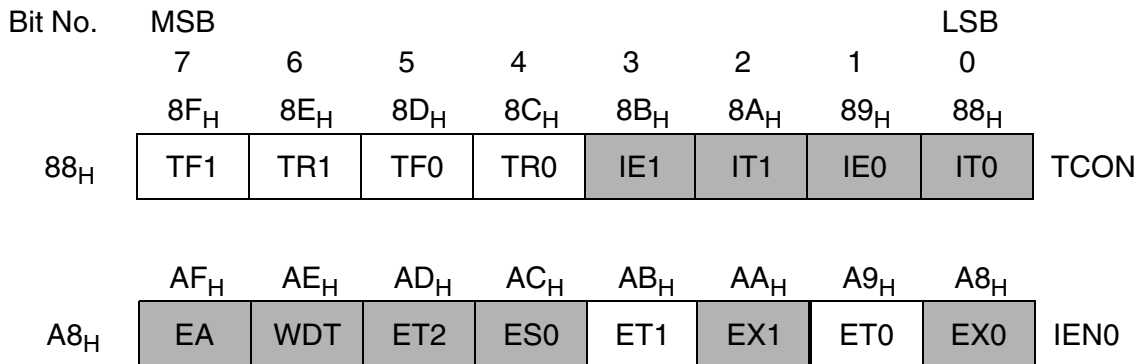 Bit No. MSB LSB
7 6 5 4 3 2 1 0
8FH 8EH 8DH 8CH 8BH 8AH 89H 88H
88H TF1 TR1 TF0 TR0 IE1 IT1 IE0 IT0 TCON
AFH AEH ADH ACH ABH AAH A9H A8H
A8H EA WDT ET2 ES0 ET1 EX1 ET0 EX0 IEN0